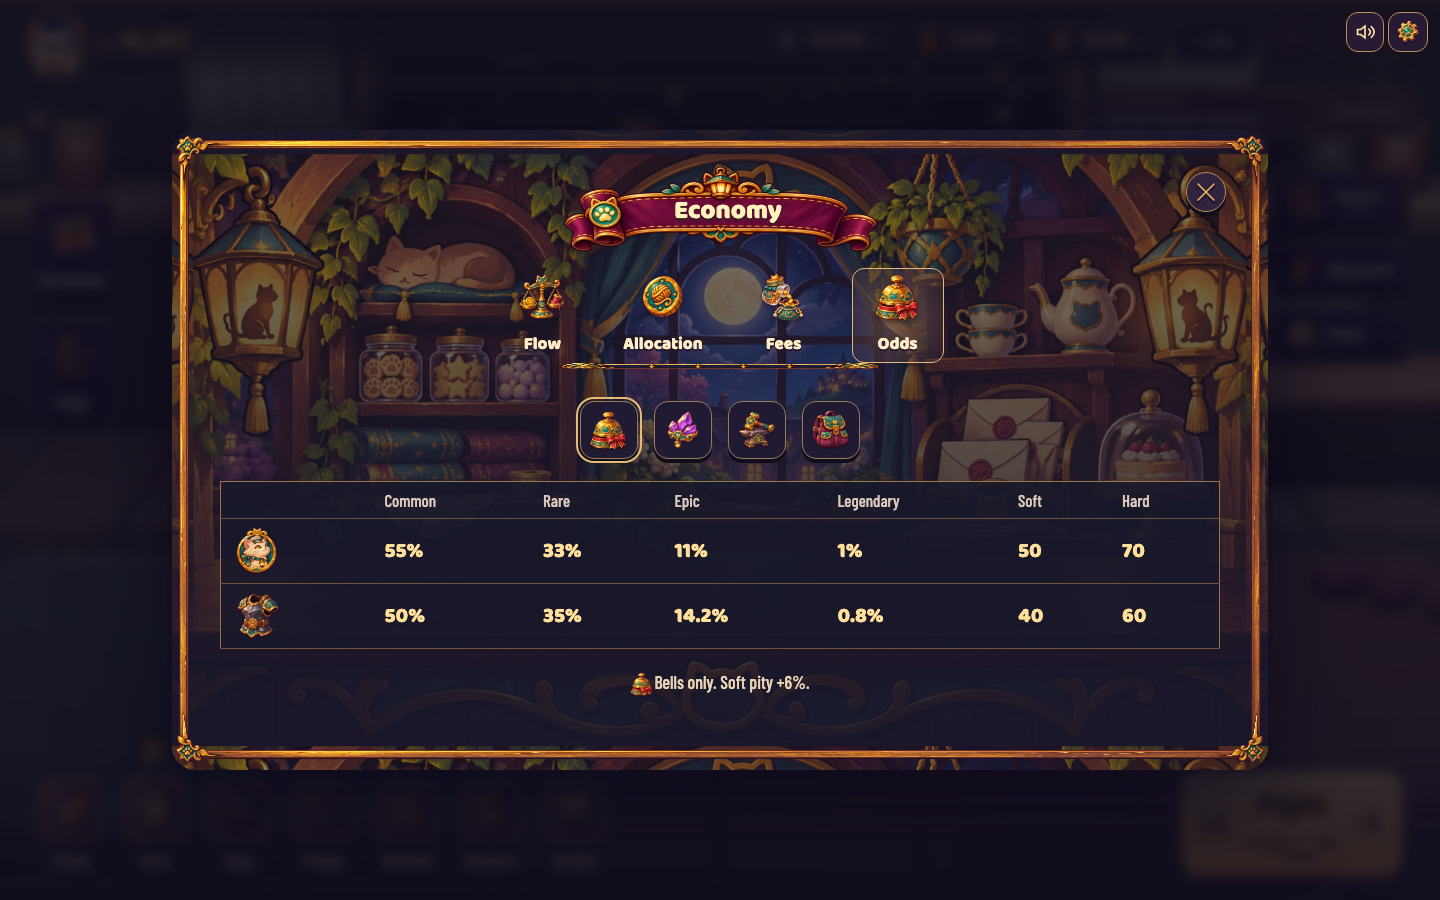 Economy
Flow Allocation Fees Odds
Common Rare Epic Legendary Soft Hard
55% 33% 11% 1% 50 70
50% 35% 14.2% 0.8% 40 60
Bells only. Soft pity +6%.